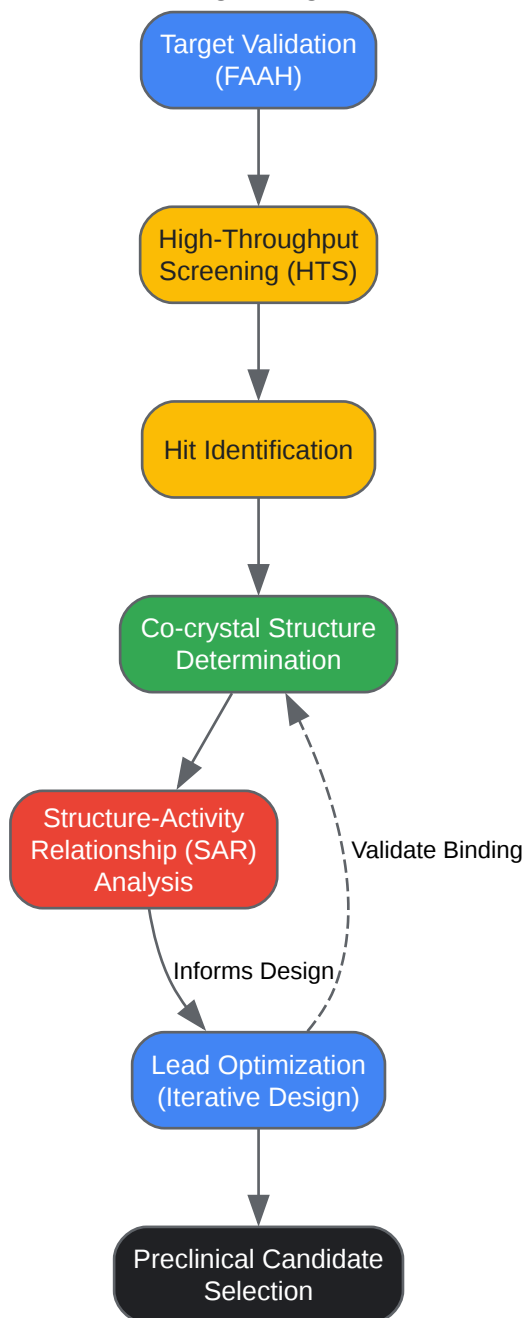 Target Validation
(FAAH)
High-Throughput
Screening (HTS)
Hit Identification
Co-crystal Structure
Determination
Structure-Activity
Relationship (SAR)
Analysis
Validate Binding
Informs Design
Lead Optimization
(Iterative Design)
Preclinical Candidate
Selection